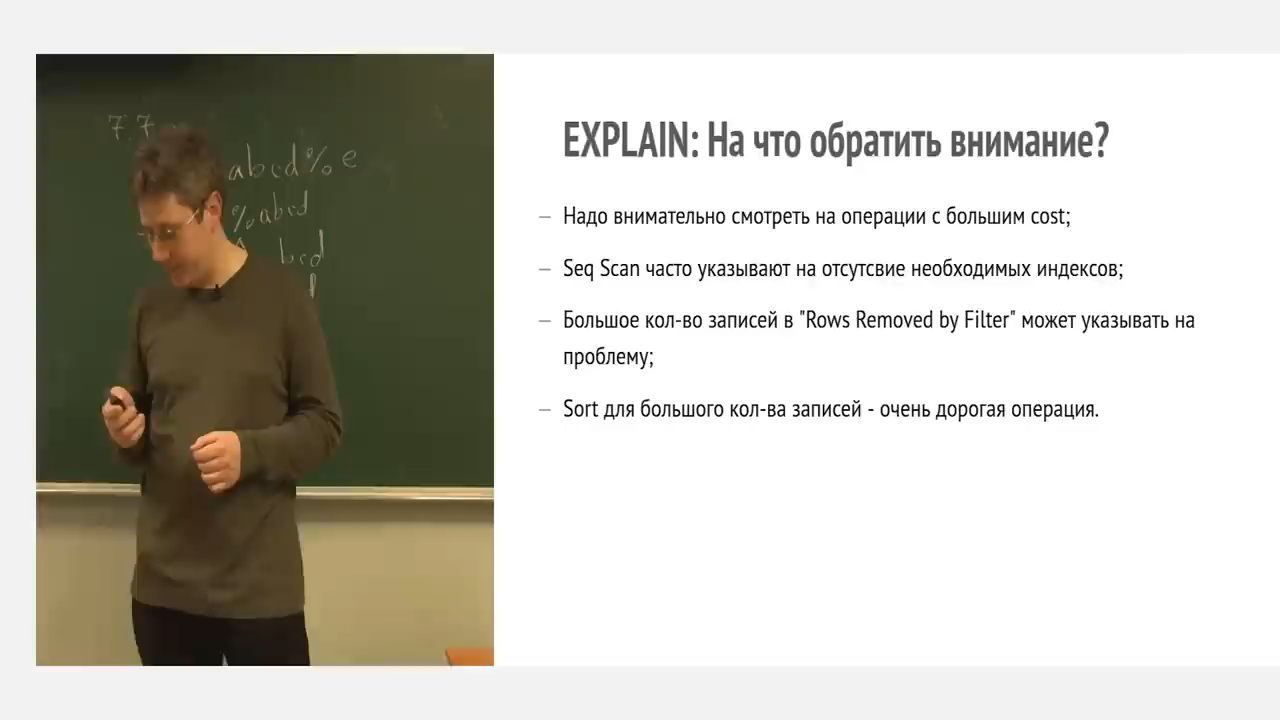 7.7
abcd%e
%abcd
bcd
EXPLAIN: На что обратить внимание?
– Надо внимательно смотреть на операции с большим cost;
– Seq Scan часто указывают на отсутсвие необходимых индексов;
– Большое кол-во записей в "Rows Removed by Filter" может указывать на
проблему;
– Sort для большого кол-ва записей - очень дорогая операция.